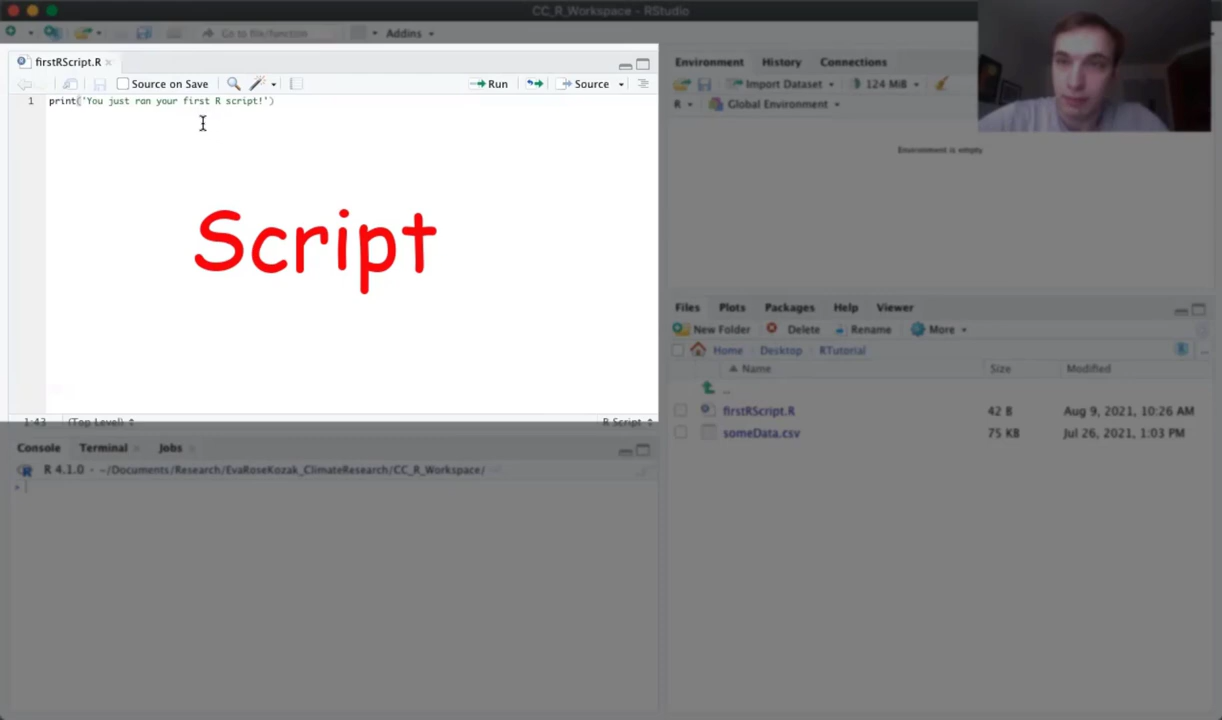 CC_R_Workspace - RStudio
Go to file/function Addins
firstRScript.R
Source on Save Run Source
1 print('You just ran your first R script!')
Script
1:43 (Top Level) R Script
Console Terminal Jobs
R 4.1.0 · ~/Documents/Research/EvaRoseKozak_ClimateResearch/CC_R_Workspace/
>
Environment History Connections
Import Dataset 124 MiB
R Global Environment
Environment is empty
Files Plots Packages Help Viewer
New Folder Delete Rename More
Home Desktop RTutorial
Name Size Modified
..
firstRScript.R 42 B Aug 9, 2021, 10:26 AM
someData.csv 75 KB Jul 26, 2021, 1:03 PM